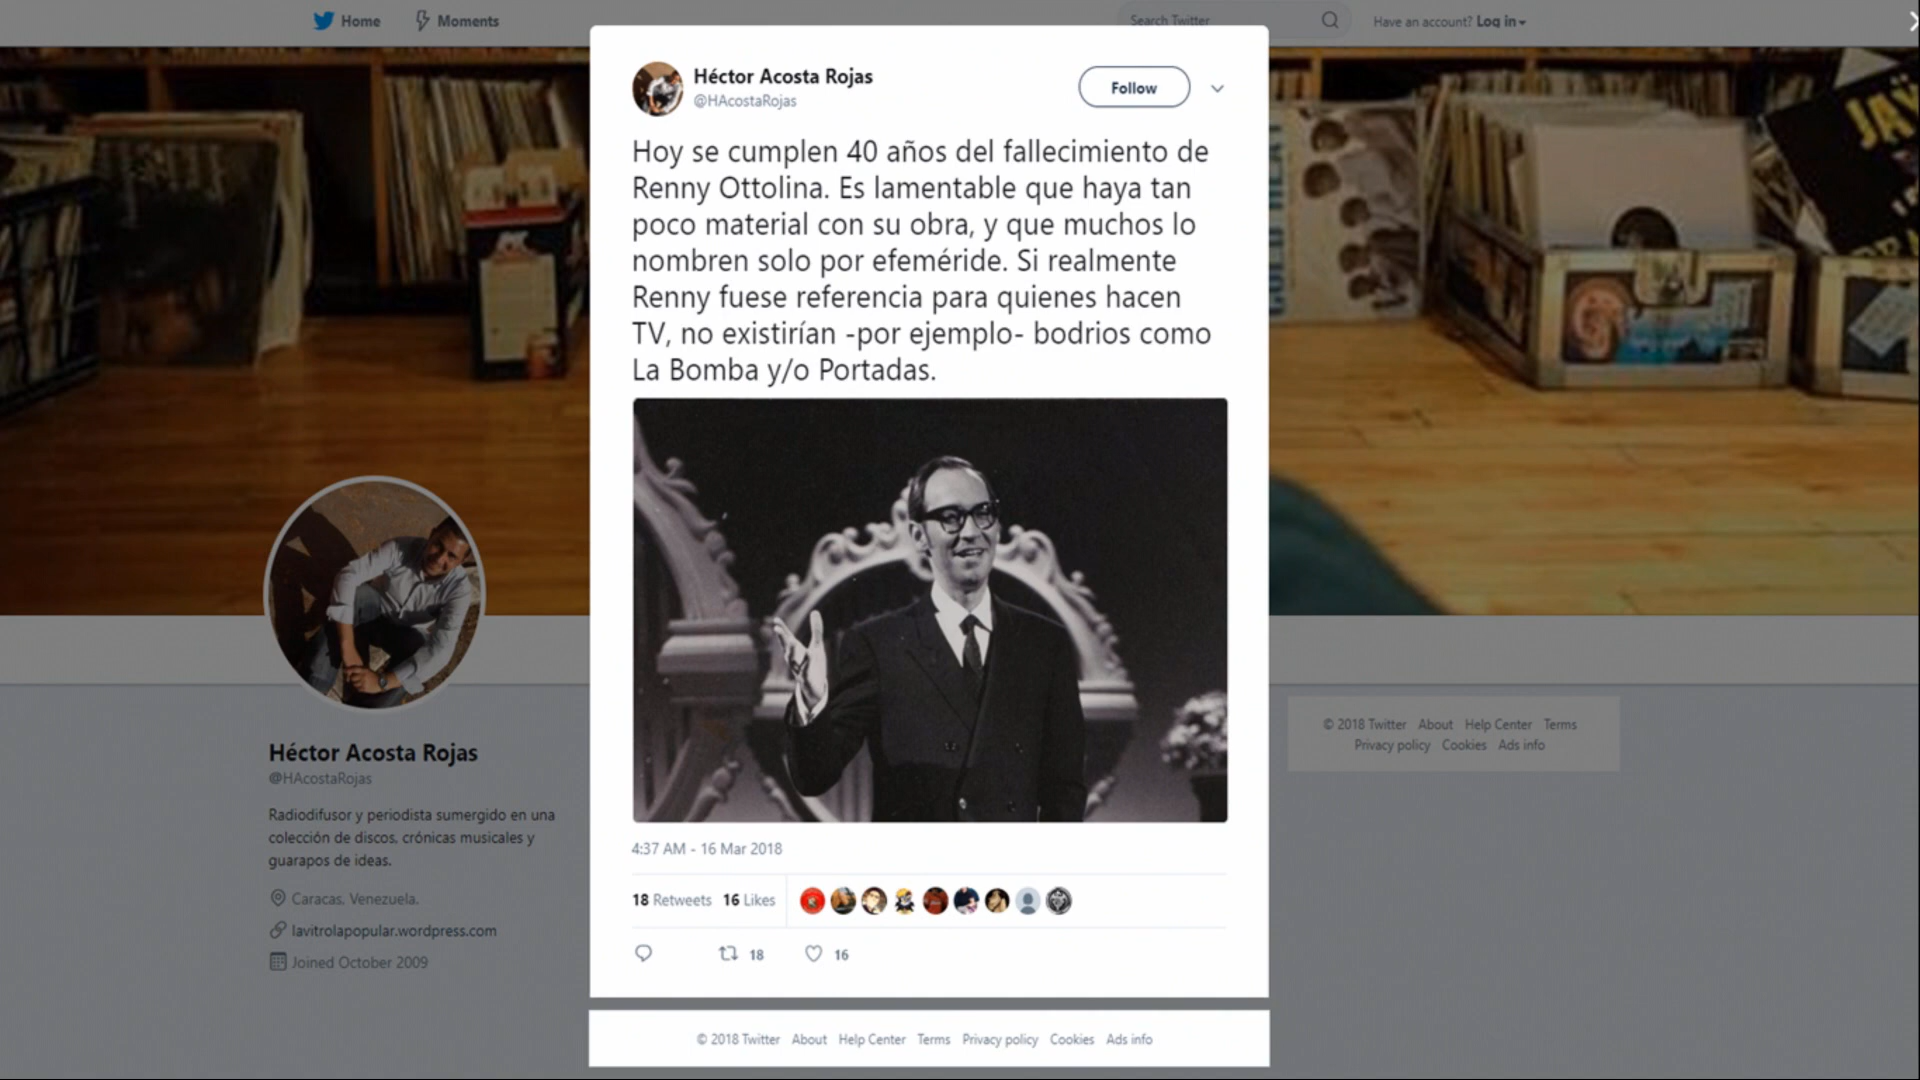 Home
Moments
Search Twitter
Have an account? Log in
Héctor Acosta Rojas
@HAcostaRojas
Follow
Hoy se cumplen 40 años del fallecimiento de
Renny Ottolina. Es lamentable que haya tan
poco material con su obra, y que muchos lo
nombren solo por efeméride. Si realmente
Renny fuese referencia para quienes hacen
TV, no existirían -por ejemplo- bodrios como
La Bomba y/o Portadas.
4:37 AM - 16 Mar 2018
18 Retweets 16 Likes
18 16
Héctor Acosta Rojas
@HAcostaRojas
Radiodifusor y periodista sumergido en una
colección de discos, crónicas musicales y
guarapos de ideas.
Caracas, Venezuela.
lavitrolapopular.wordpress.com
Joined October 2009
© 2018 Twitter About Help Center Terms
Privacy policy Cookies Ads info
© 2018 Twitter About Help Center Terms Privacy policy Cookies Ads info